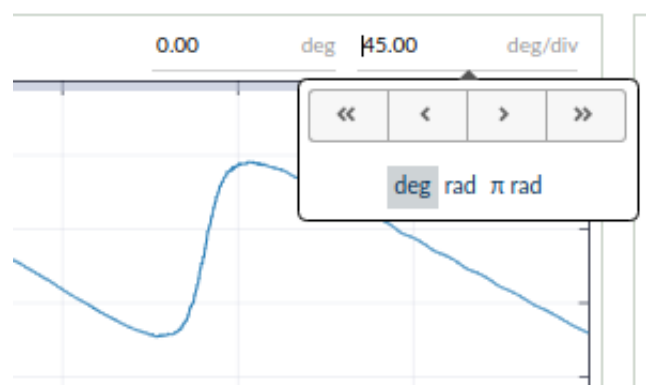 0.00 deg 45.00 deg/div
« ‹ › »
deg rad π rad